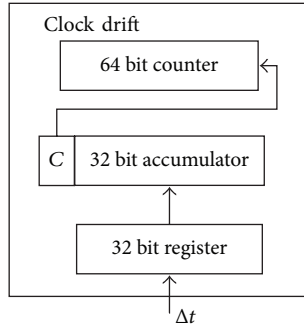 Clock drift
64 bit counter
C 32 bit accumulator
32 bit register
Δt